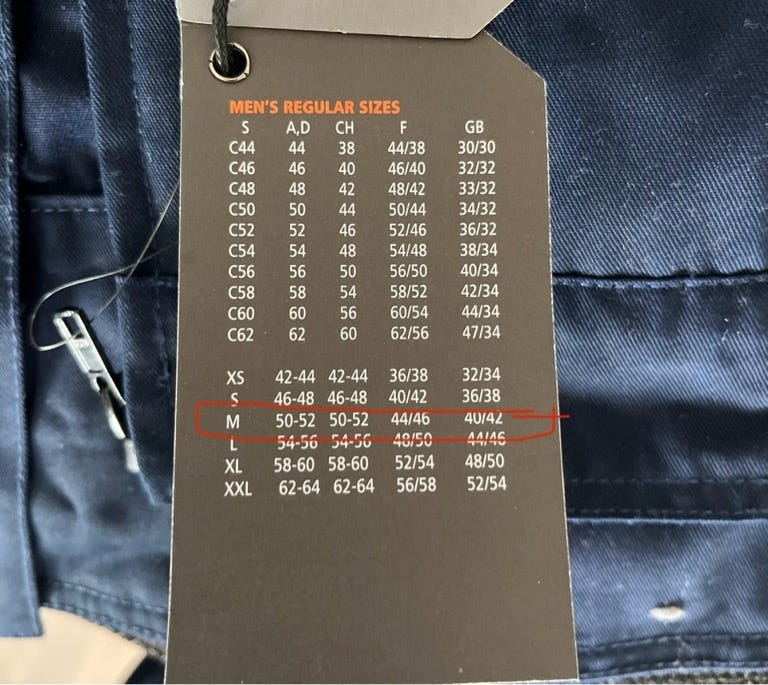 MEN'S REGULAR SIZES
S A,D CH F GB
C44 44 38 44/38 30/30
C46 46 40 46/40 32/32
C48 48 42 48/42 33/32
C50 50 44 50/44 34/32
C52 52 46 52/46 36/32
C54 54 48 54/48 38/34
C56 56 50 56/50 40/34
C58 58 54 58/52 42/34
C60 60 56 60/54 44/34
C62 62 60 62/56 47/34
XS 42-44 42-44 36/38 32/34
S 46-48 46-48 40/42 36/38
M 50-52 50-52 44/46 40/42
L 54-56 54-56 48/50 44/46
XL 58-60 58-60 52/54 48/50
XXL 62-64 62-64 56/58 52/54